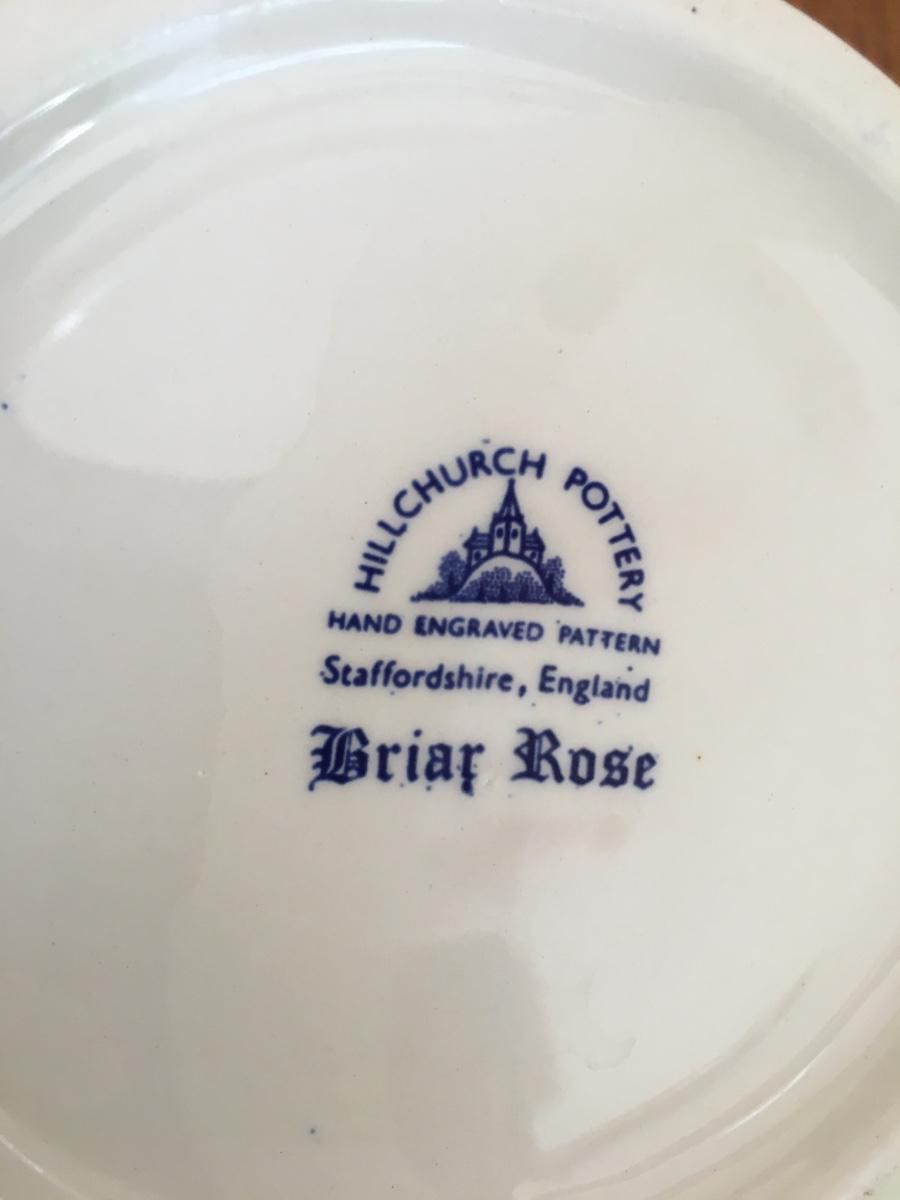 HILLCHURCH POTTERY
HAND ENGRAVED PATTERN
Staffordshire, England
Briar Rose